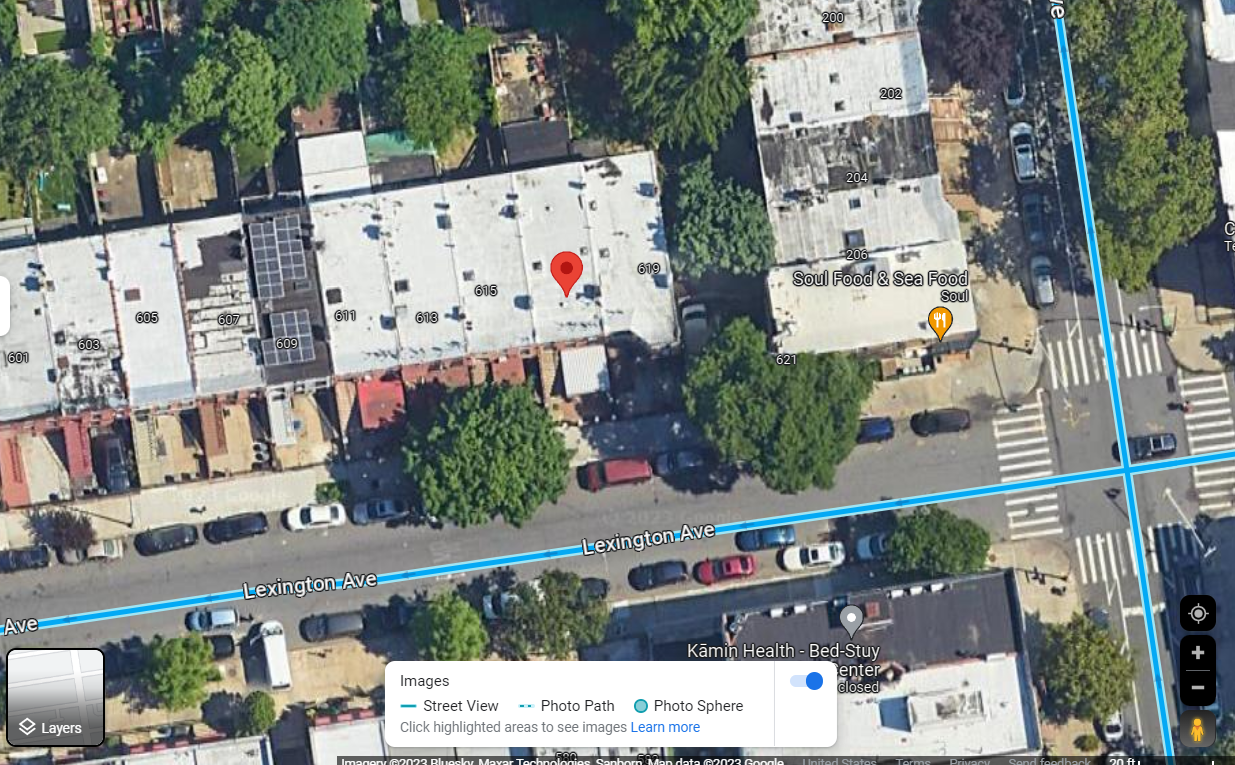 200
202
204
206
Soul Food & Sea Food
Soul
619
615
613
611
621
605
607
609
603
601
Lexington Ave
Lexington Ave
Ave
Kāmin Health - Bed-Stuy
enter
closed
Images
Street View
Photo Path
Photo Sphere
Click highlighted areas to see images Learn more
Layers
Imagery ©2023 Bluesky, Maxar Technologies, Sanborn, Map data ©2023 Google
United States
Terms
Privacy
Send feedback
20 ft